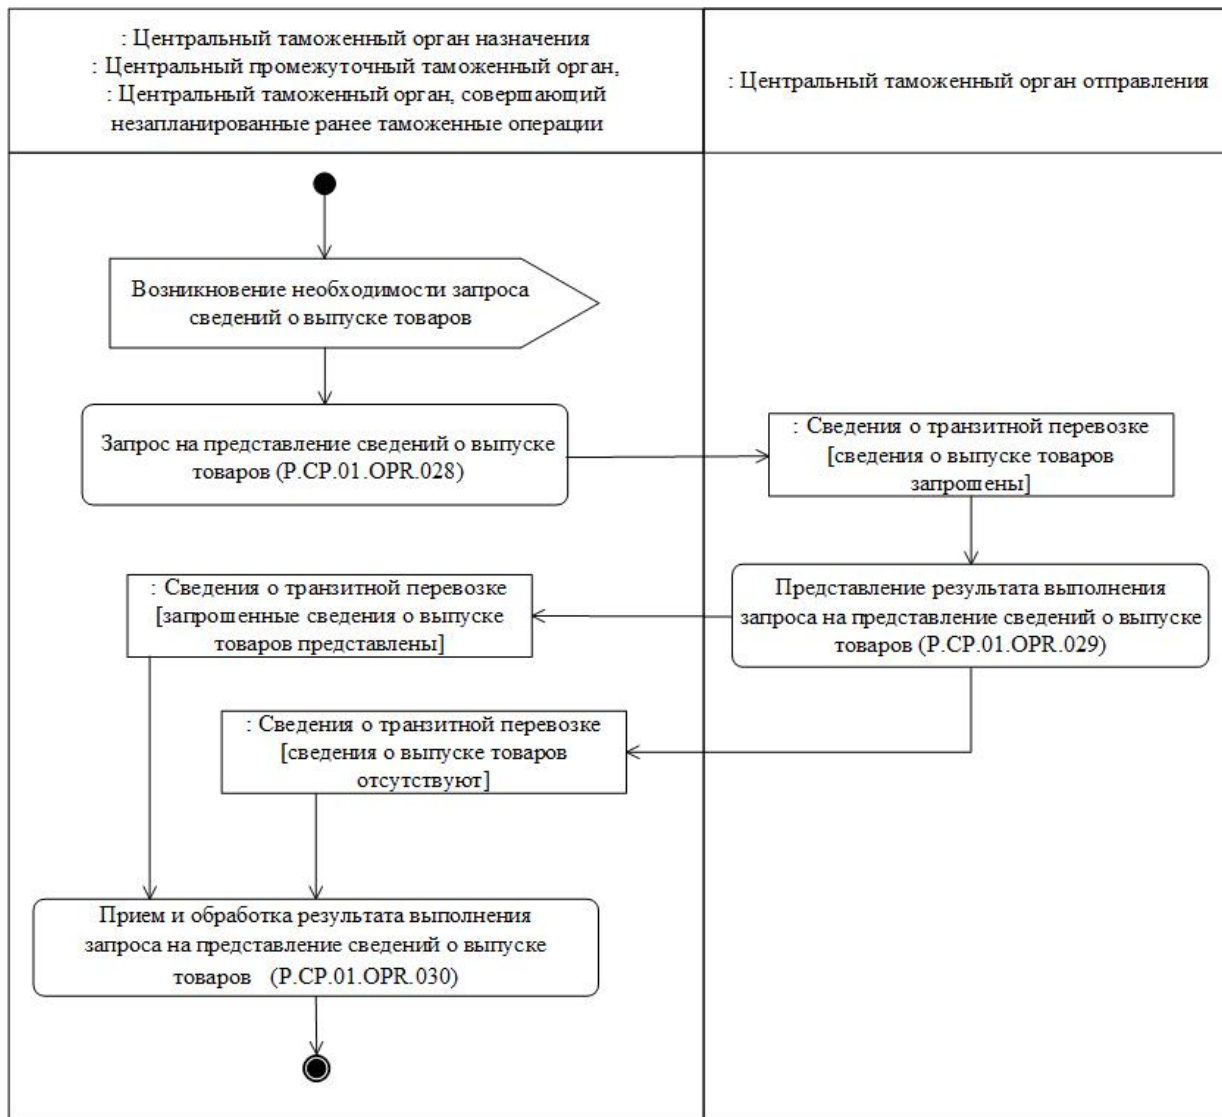 : Центральный таможенный орган назначения
: Центральный промежуточный таможенный орган,
: Центральный таможенный орган, совершающий
незапланированные ранее таможенные операции
: Центральный таможенный орган отправления
Возникновение необходимости запроса
сведений о выпуске товаров
Запрос на представление сведений о выпуске
товаров (P.CP.01.OPR.028)
: Сведения о транзитной перевозке
[сведения о выпуске товаров
запрошены]
Представление результата выполнения
запроса на представление сведений о выпуске
товаров (P.CP.01.OPR.029)
: Сведения о транзитной перевозке
[запрошенные сведения о выпуске
товаров представлены]
: Сведения о транзитной перевозке
[сведения о выпуске товаров
отсутствуют]
Прием и обработка результата выполнения
запроса на представление сведений о выпуске
товаров (P.CP.01.OPR.030)